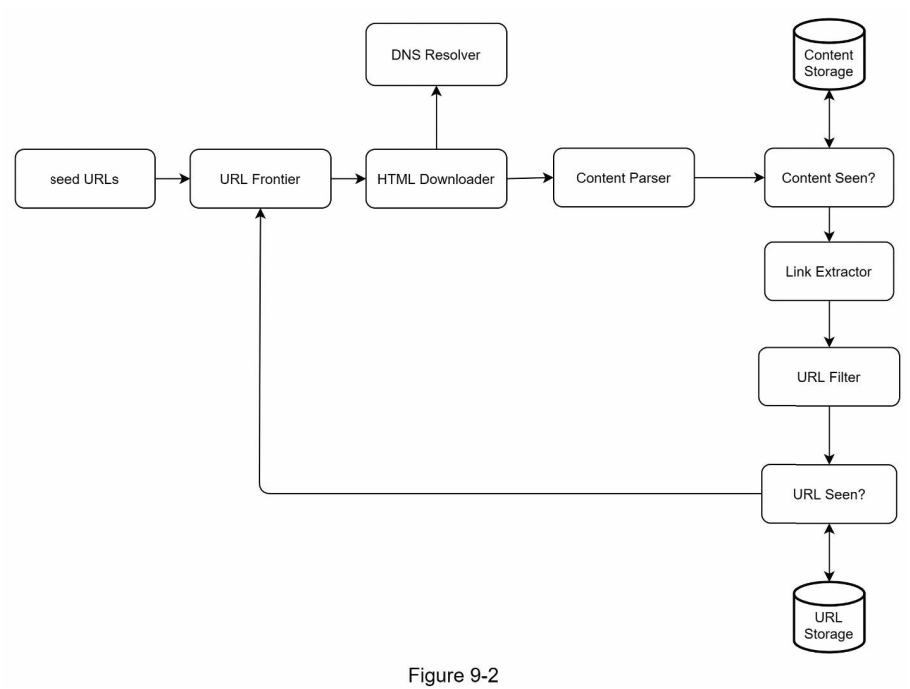 DNS Resolver
Content
Storage
seed URLs
URL Frontier
HTML Downloader
Content Parser
Content Seen?
Link Extractor
URL Filter
URL Seen?
URL
Storage
Figure 9-2